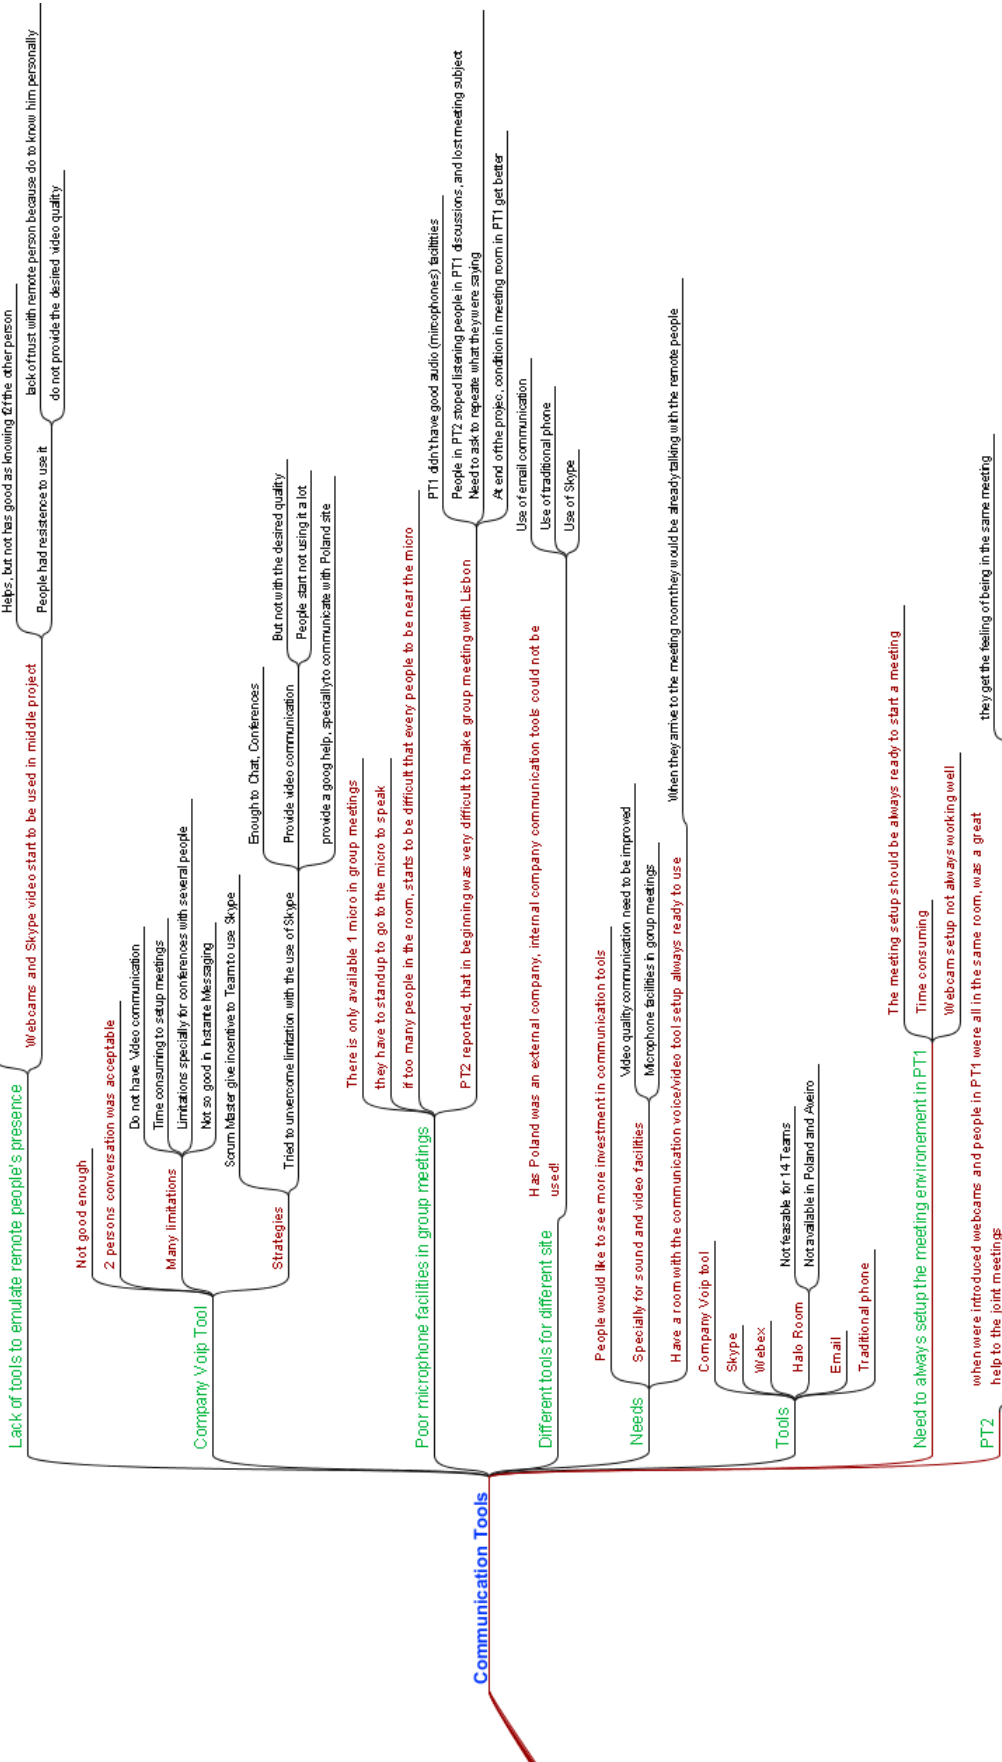 Communication Tools
Lack of tools to emulate remote people's presence
Webcams and Skype video start to be used in middle project
Helps, but not has good as knowing f2f the other person
People had resistence to use it
lack of trust with remote person because do to know him personally
do not provide the desired video quality
Company Voip Tool
Not good enough
2 persons conversation was acceptable
Many limitations
Do not have Video communication
Time consuming to setup meetings
Limitations specially for conferences with several people
Not so good in Instante Messaging
Strategies
Scrum Master give incentive to Team to use Skype
Tried to overcome limitation with the use of Skype
Enough to Chat, Conferences
Provide video communication
But not with the desired quality
People start not using it a lot
provide a goog help, specially to communicate with Poland site
Poor microphone facilities in group meetings
There is only available 1 micro in group meetings
they have to standup to go to the micro to speak
if too many people in the room, starts to be difficult that every people to be near the micro
PT2 reported, that in beginning was very difficult to make group meeting with Lisbon
PT1 didn't have good audio (mircophones) facilities
People in PT2 stoped listening people in PT1 discussions, and lost meeting subject
Need to ask to repeate what they were saying
At end of the projec, condition in meeting room in PT1 get better
Different tools for different site
Has Poland was an external company, internal company communication tools could not be
used!
Use of email communication
Use of traditional phone
Use of Skype
Needs
People would like to see more investment in communication tools
Specially for sound and video facilities
Video quality communication need to be improved
Microphone facilities in gorup meetings
Have a room with the communication voice/video tool setup always ready to use
When they arrive to the meeting room they would be already talking with the remote people
Tools
Company Voip tool
Skype
Webex
Halo Room
Not feasable for 14 Teams
Not available in Poland and Aveiro
Email
Traditional phone
Need to always setup the meeting environement in PT1
The meeting setup should be always ready to start a meeting
Time consuming
Webcam setup not always working well
PT2
when were introduced webcams and people in PT1 were all in the same room, was a great
help to the joint meetings
they get the feeling of being in the same meeting